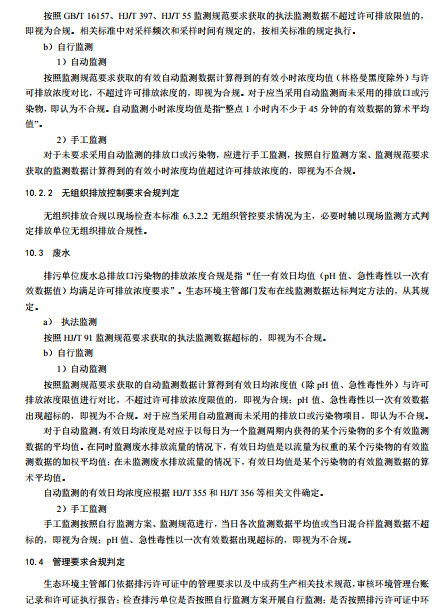 按照 GB/T 16157、HJ/T 397、HJ/T 55 监测规范要求获取的执法监测数据不超过许可排放限值的，
即视为合规。相关标准中对采样频次和采样时间有规定的，按相关标准的规定执行。
b）自行监测
1）自动监测
按照监测规范要求获取的有效自动监测数据计算得到的有效小时浓度均值（林格曼黑度除外）与许
可排放浓度对比，不超过许可排放浓度的，即视为合规。对于应当采用自动监测而未采用的排放口或污
染物，即认为不合规。自动监测小时浓度均值是指“整点 1 小时内不少于 45 分钟的有效数据的算术平均
值”。
2）手工监测
对于未要求采用自动监测的排放口或污染物，应进行手工监测，按照自行监测方案、监测规范要求
获取的监测数据计算得到的有效小时浓度均值超过许可排放浓度的，即视为不合规。
10.2.2 无组织排放控制要求合规判定
无组织排放合规以现场检查本标准 6.3.2.2 无组织管控要求情况为主，必要时辅以现场监测方式判
定排放单位无组织排放合规性。
10.3 废水
排污单位废水总排放口污染物的排放浓度合规是指“任一有效日均值（pH 值、急性毒性以一次有
效数据值）均满足许可排放浓度要求”。生态环境主管部门发布在线监测数据达标判定方法的，从其规
定。
a） 执法监测
按照 HJ/T 91 监测规范要求获取的执法监测数据超标的，即视为不合规。
b）自行监测
1）自动监测
按照监测规范要求获取的自动监测数据计算得到有效日均浓度值（除 pH 值、急性毒性外）与许可
排放浓度限值进行对比，不超过许可排放浓度限值的，即视为合规；pH 值、急性毒性以一次有效数据
出现超标的，即视为不合规。对于应当采用自动监测而未采用的排放口或污染物项目，即认为不合规。
对于自动监测，有效日均浓度是对应于以每日为一个监测周期内获得的某个污染物的多个有效监测
数据的平均值。在同时监测废水排放流量的情况下，有效日均值是以流量为权重的某个污染物的有效监
测数据的加权平均值；在未监测废水排放流量的情况下，有效日均值是某个污染物的有效监测数据的算
术平均值。
自动监测的有效日均浓度应根据 HJ/T 355 和 HJ/T 356 等相关文件确定。
2）手工监测
手工监测按照自行监测方案、监测规范进行，当日各次监测数据平均值或当日混合样监测数据不超
标的，即视为合规；pH 值、急性毒性以一次有效数据出现超标的，即视为不合规。
10.4 管理要求合规判定
生态环境主管部门依据排污许可证中的管理要求以及中成药生产相关技术规范，审核环境管理台账
记录和许可证执行报告；检查排污单位是否按照自行监测方案开展自行监测；是否按照排污许可证中环